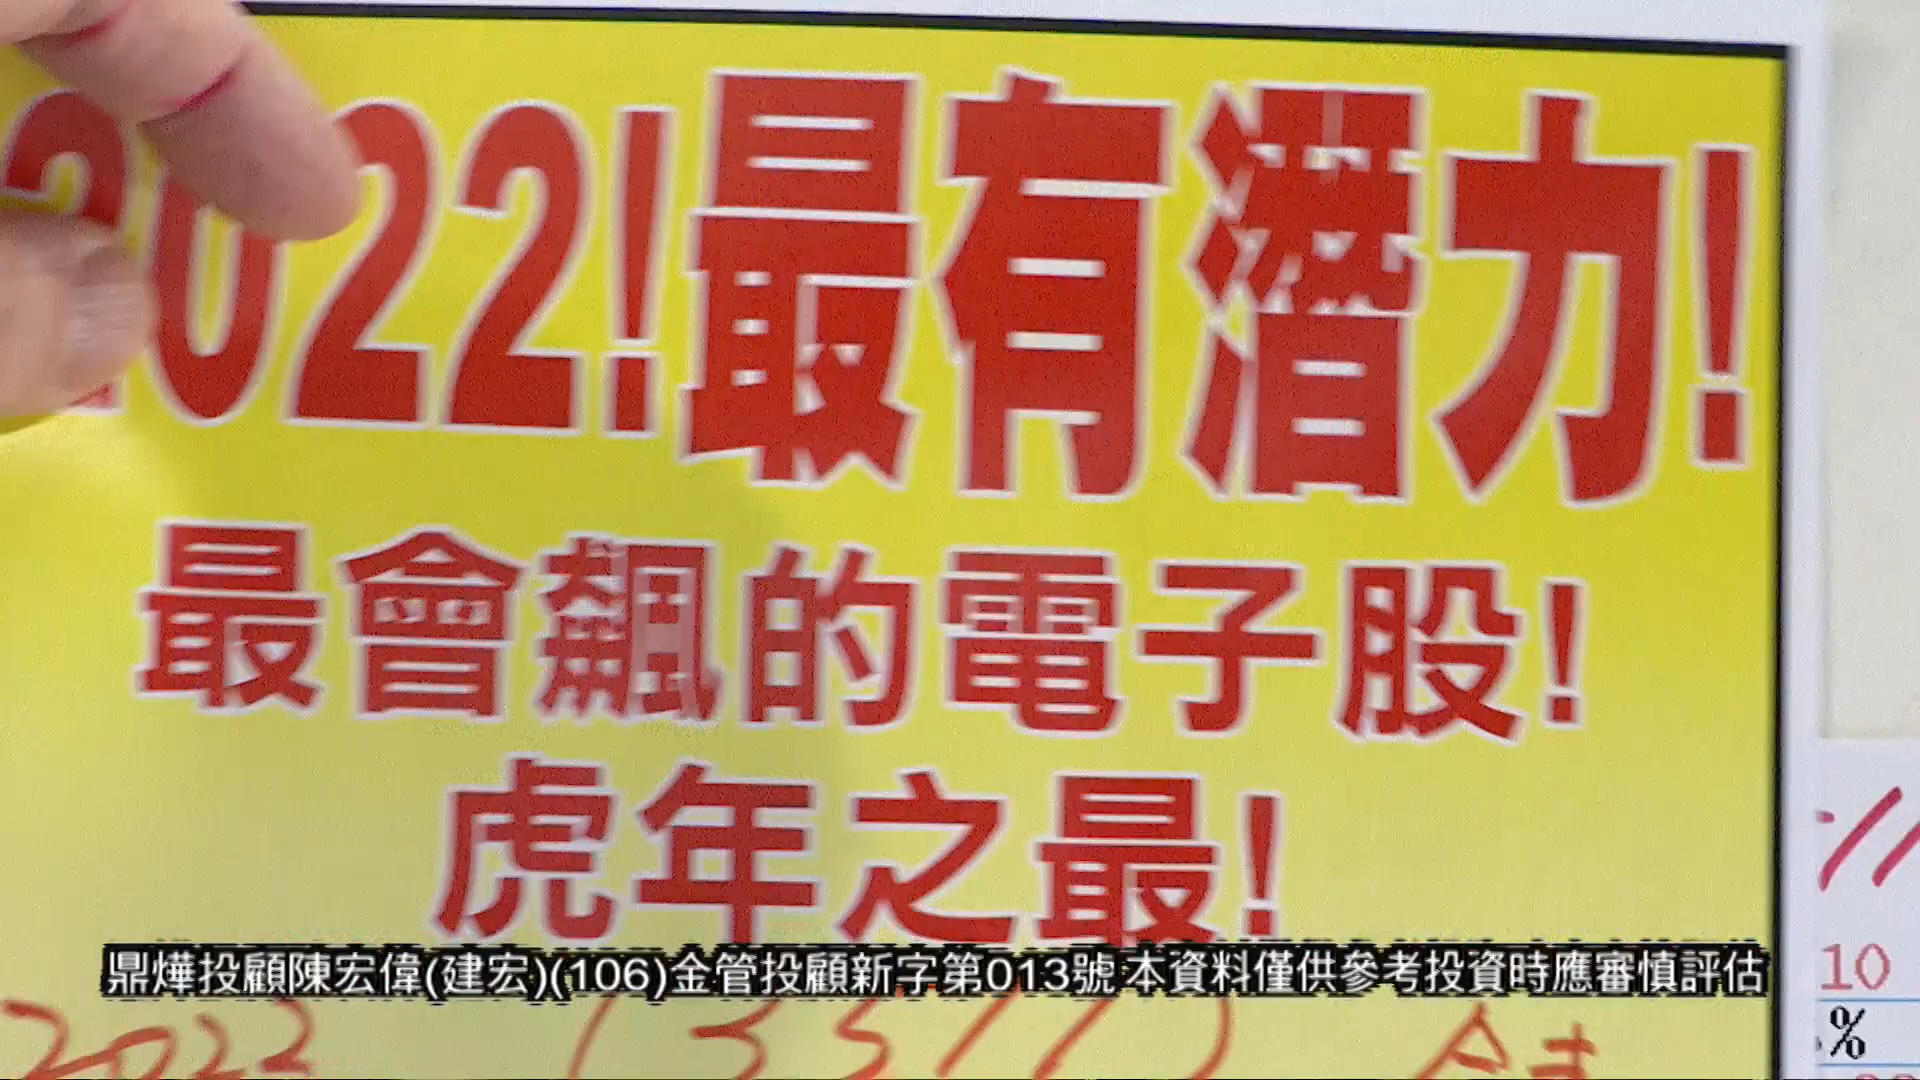 2022!最有潛力!
最會飆的電子股!
虎年之最!
鼎燁投顧陳宏偉(建宏)(106)金管投顧新字第013號 本資料僅供參考投資時應審慎評估
10
%
2022